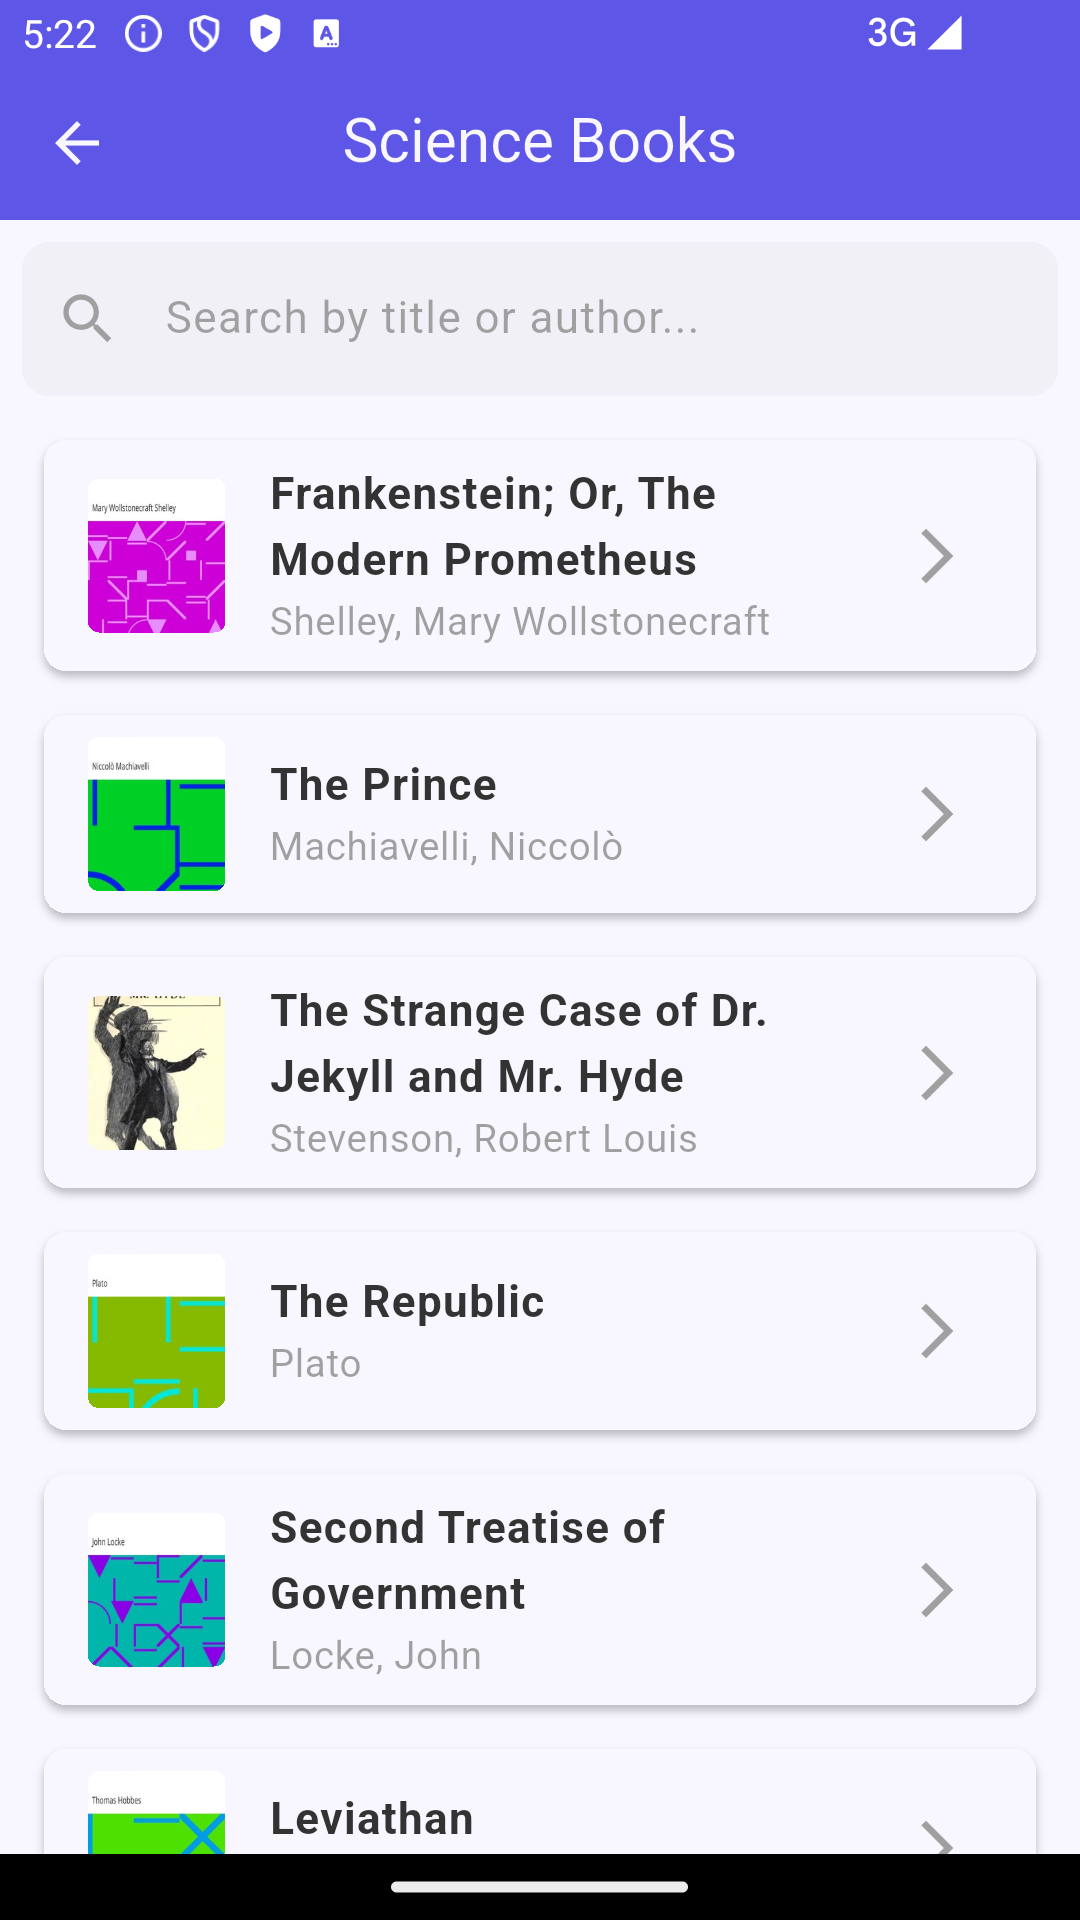 5:22
3G
Science Books
Search by title or author...
Mary Wollstonecraft Shelley
Frankenstein; Or, The
Modern Prometheus
Shelley, Mary Wollstonecraft
Niccolò Machiavelli
The Prince
Machiavelli, Niccolò
MR. HYDE
The Strange Case of Dr.
Jekyll and Mr. Hyde
Stevenson, Robert Louis
Plato
The Republic
Plato
John Locke
Second Treatise of
Government
Locke, John
Thomas Hobbes
Leviathan